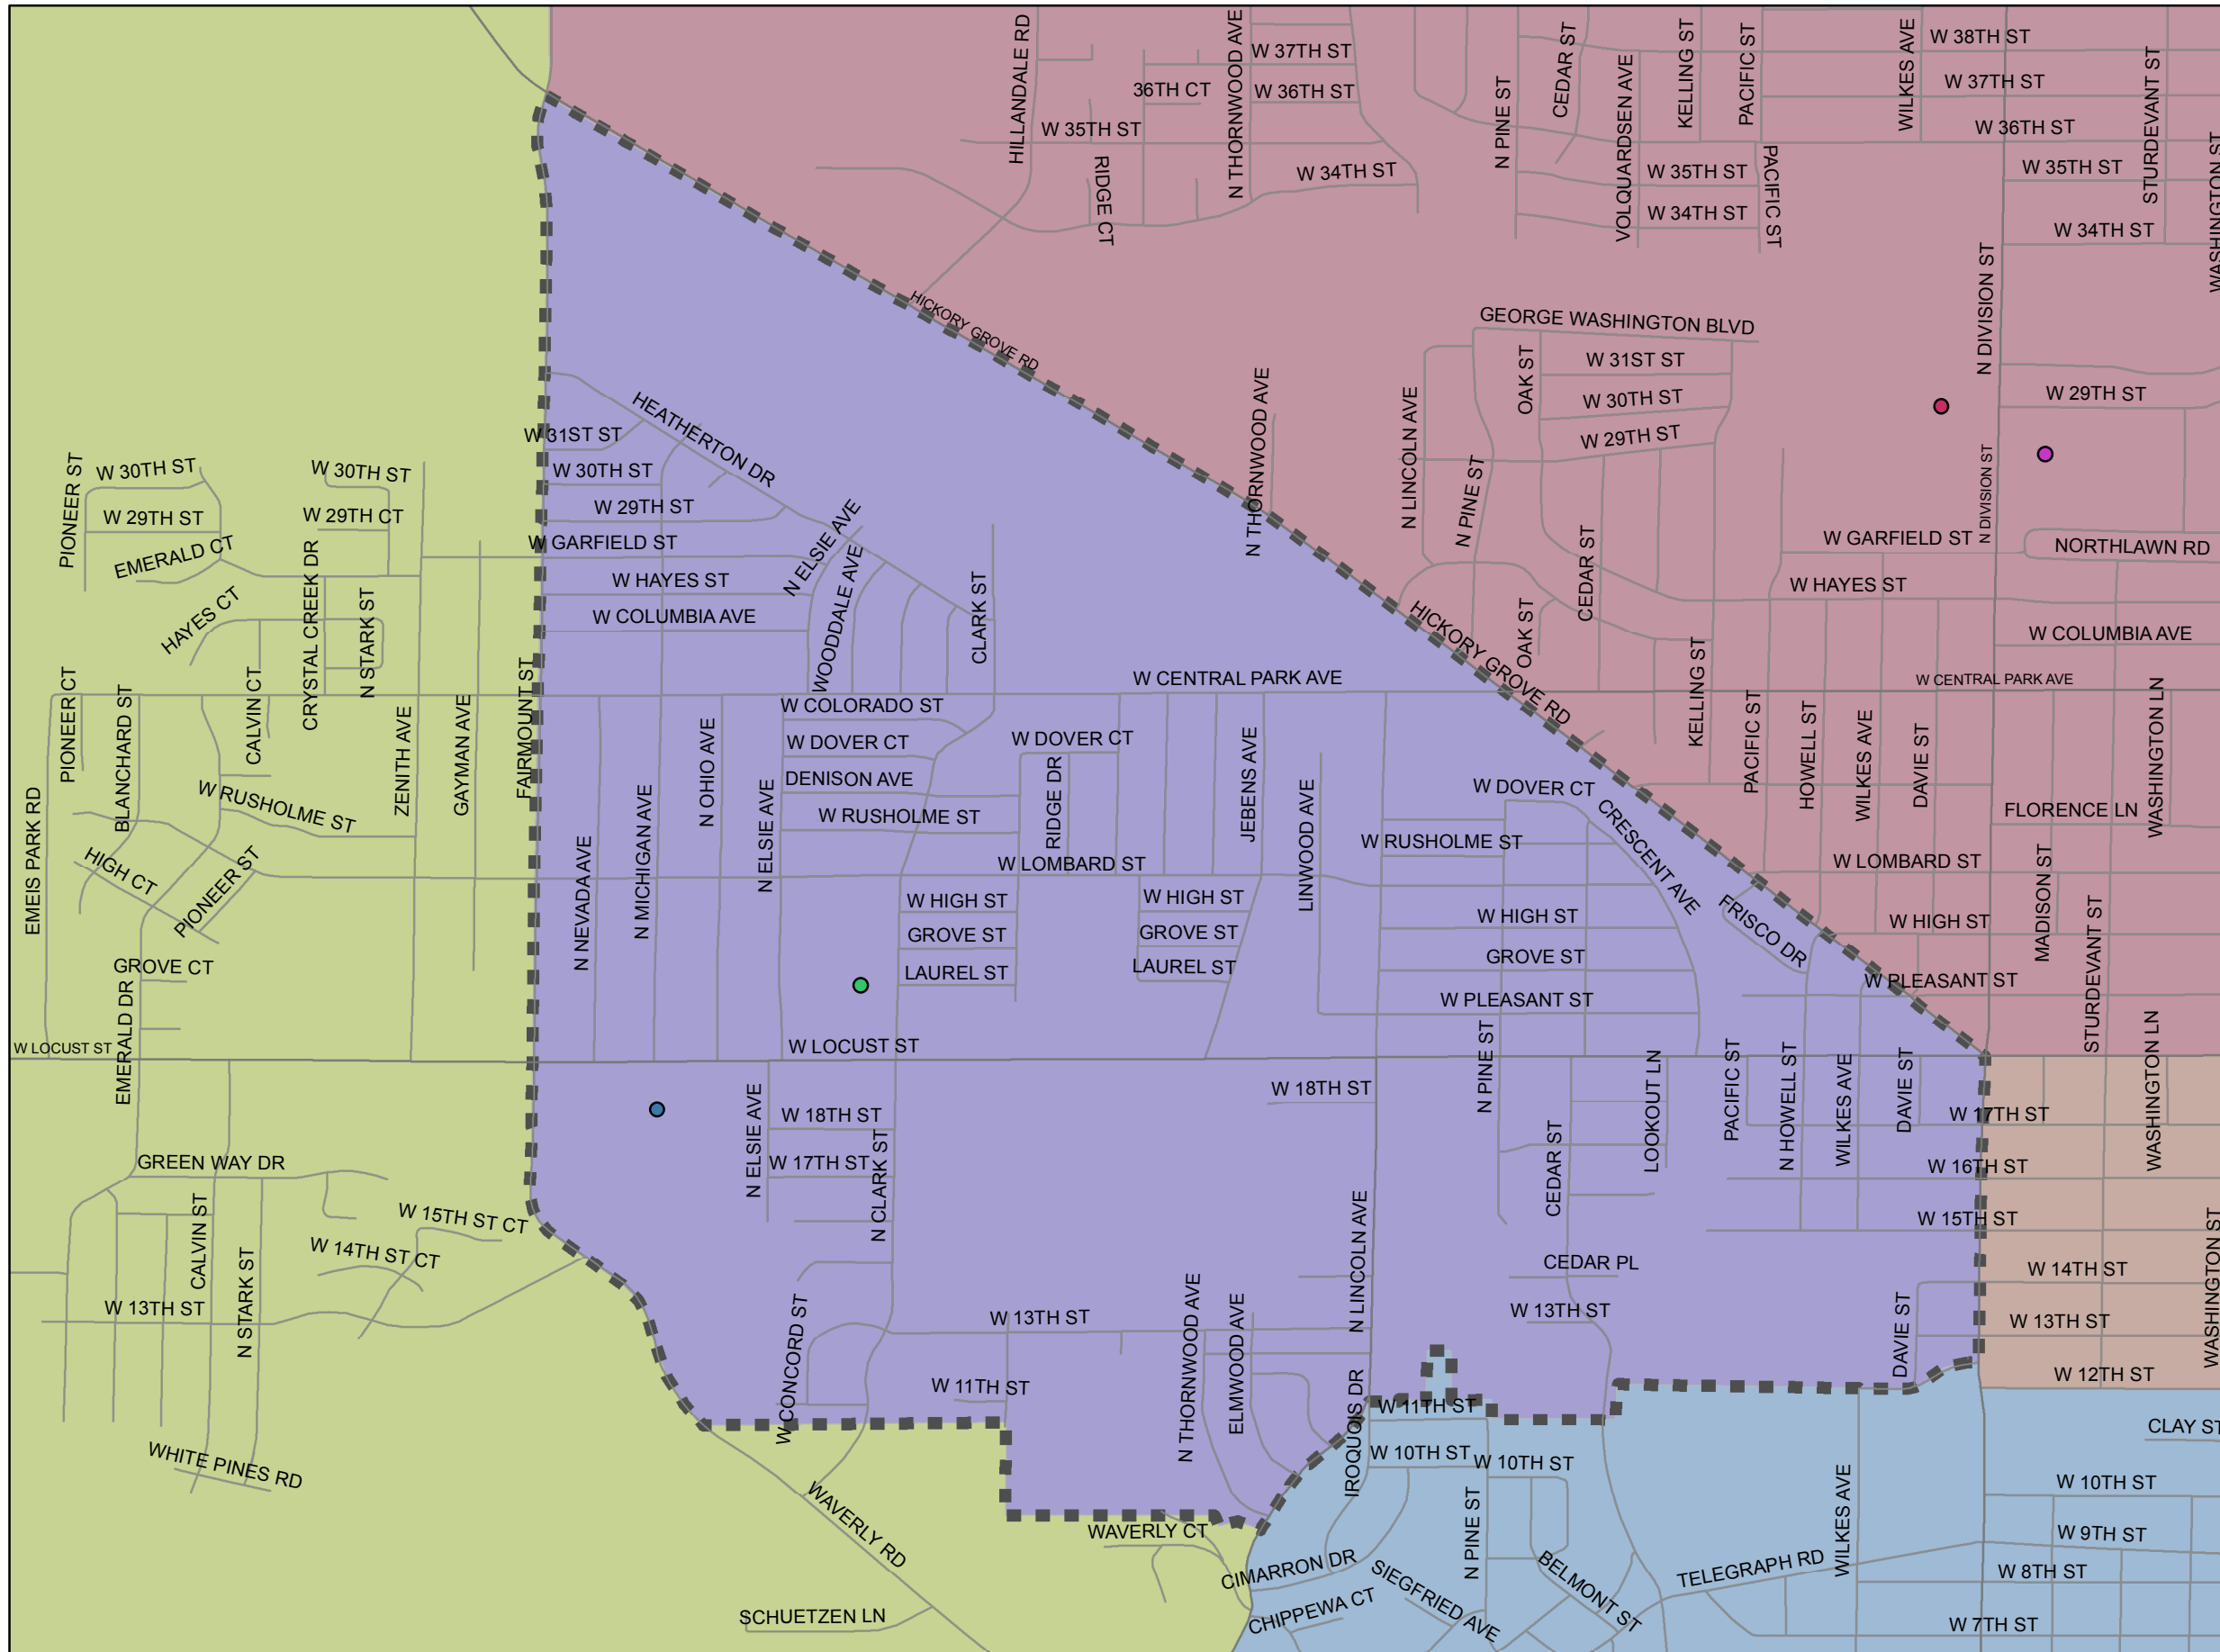 HILLANDALE RD
N THORNWOOD AVE
W 37TH ST
CEDAR ST
KELLING ST
PACIFIC ST
WILKES AVE
W 38TH ST
W 37TH ST
STURDEVANT ST
36TH CT
W 36TH ST
N PINE ST
VOLQUARDSEN AVE
W 35TH ST
W 36TH ST
WASHINGTON ST
RIDGE CT
W 34TH ST
W 35TH ST
PACIFIC ST
W 35TH ST
W 34TH ST
W 34TH ST
HICKORY GROVE RD
GEORGE WASHINGTON BLVD
N DIVISION ST
OAK ST
W 31ST ST
W 30TH ST
W 29TH ST
W 29TH ST
HEATHERTON DR
N THORNWOOD AVE
N LINCOLN AVE
N PINE ST
W 31ST ST
W 30TH ST
W 29TH ST
W GARFIELD ST
W HAYES ST
W COLUMBIA AVE
N ELSIE AVE
WOODDALE AVE
CLARK ST
PIONEER ST
W 30TH ST
W 30TH ST
W 29TH ST
W 29TH CT
EMERALD CT
HAYES CT
CRYSTAL CREEK DR
N STARK ST
CEDAR ST
N DIVISION ST
W GARFIELD ST
NORTHLAWN RD
W HAYES ST
W COLUMBIA AVE
HICKORY GROVE RD
OAK ST
KELLING ST
W CENTRAL PARK AVE
W CENTRAL PARK AVE
PIONEER CT
BLANCHARD ST
CALVIN CT
ZENITH AVE
GAYMAN AVE
FAIRMOUNT ST
W COLORADO ST
W DOVER CT
W DOVER CT
DENISON AVE
W RUSHOLME ST
N OHIO AVE
N ELSIE AVE
RIDGE DR
JEBENS AVE
LINWOOD AVE
PACIFIC ST
HOWELL ST
WILKES AVE
DAVIE ST
WASHINGTON LN
FLORENCE LN
EMEIS PARK RD
W RUSHOLME ST
HIGH CT
PIONEER ST
N NEVADA AVE
N MICHIGAN AVE
W DOVER CT
CRESCENT AVE
W RUSHOLME ST
W LOMBARD ST
W LOMBARD ST
W HIGH ST
GROVE ST
LAUREL ST
W HIGH ST
GROVE ST
LAUREL ST
W HIGH ST
GROVE ST
W PLEASANT ST
FRISCO DR
W HIGH ST
W PLEASANT ST
MADISON ST
STURDEVANT ST
GROVE CT
EMERALD DR
W LOCUST ST
W LOCUST ST
W 18TH ST
N PINE ST
LOOKOUT LN
PACIFIC ST
N HOWELL ST
WILKES AVE
DAVIE ST
WASHINGTON LN
W 17TH ST
W 16TH ST
W 15TH ST
N ELSIE AVE
W 18TH ST
W 17TH ST
N CLARK ST
CEDAR ST
GREEN WAY DR
CALVIN ST
N STARK ST
W 15TH ST CT
W 14TH ST CT
W 13TH ST
N LINCOLN AVE
CEDAR PL
W 13TH ST
W 14TH ST
W 13TH ST
W 12TH ST
WASHINGTON ST
DAVIE ST
W CONCORD ST
W 13TH ST
W 11TH ST
N THORNWOOD AVE
ELMWOOD AVE
IROQUOIS DR
W 11TH ST
W 10TH ST
W 10TH ST
CLAY ST
W 10TH ST
W 9TH ST
W 8TH ST
W 7TH ST
WHITE PINES RD
WAVERLY RD
WAVERLY CT
SCHUETZEN LN
CIMARRON DR
CHIPPEWA CT
SIEGFRIED AVE
N PINE ST
BELMONT ST
TELEGRAPH RD
WILKES AVE